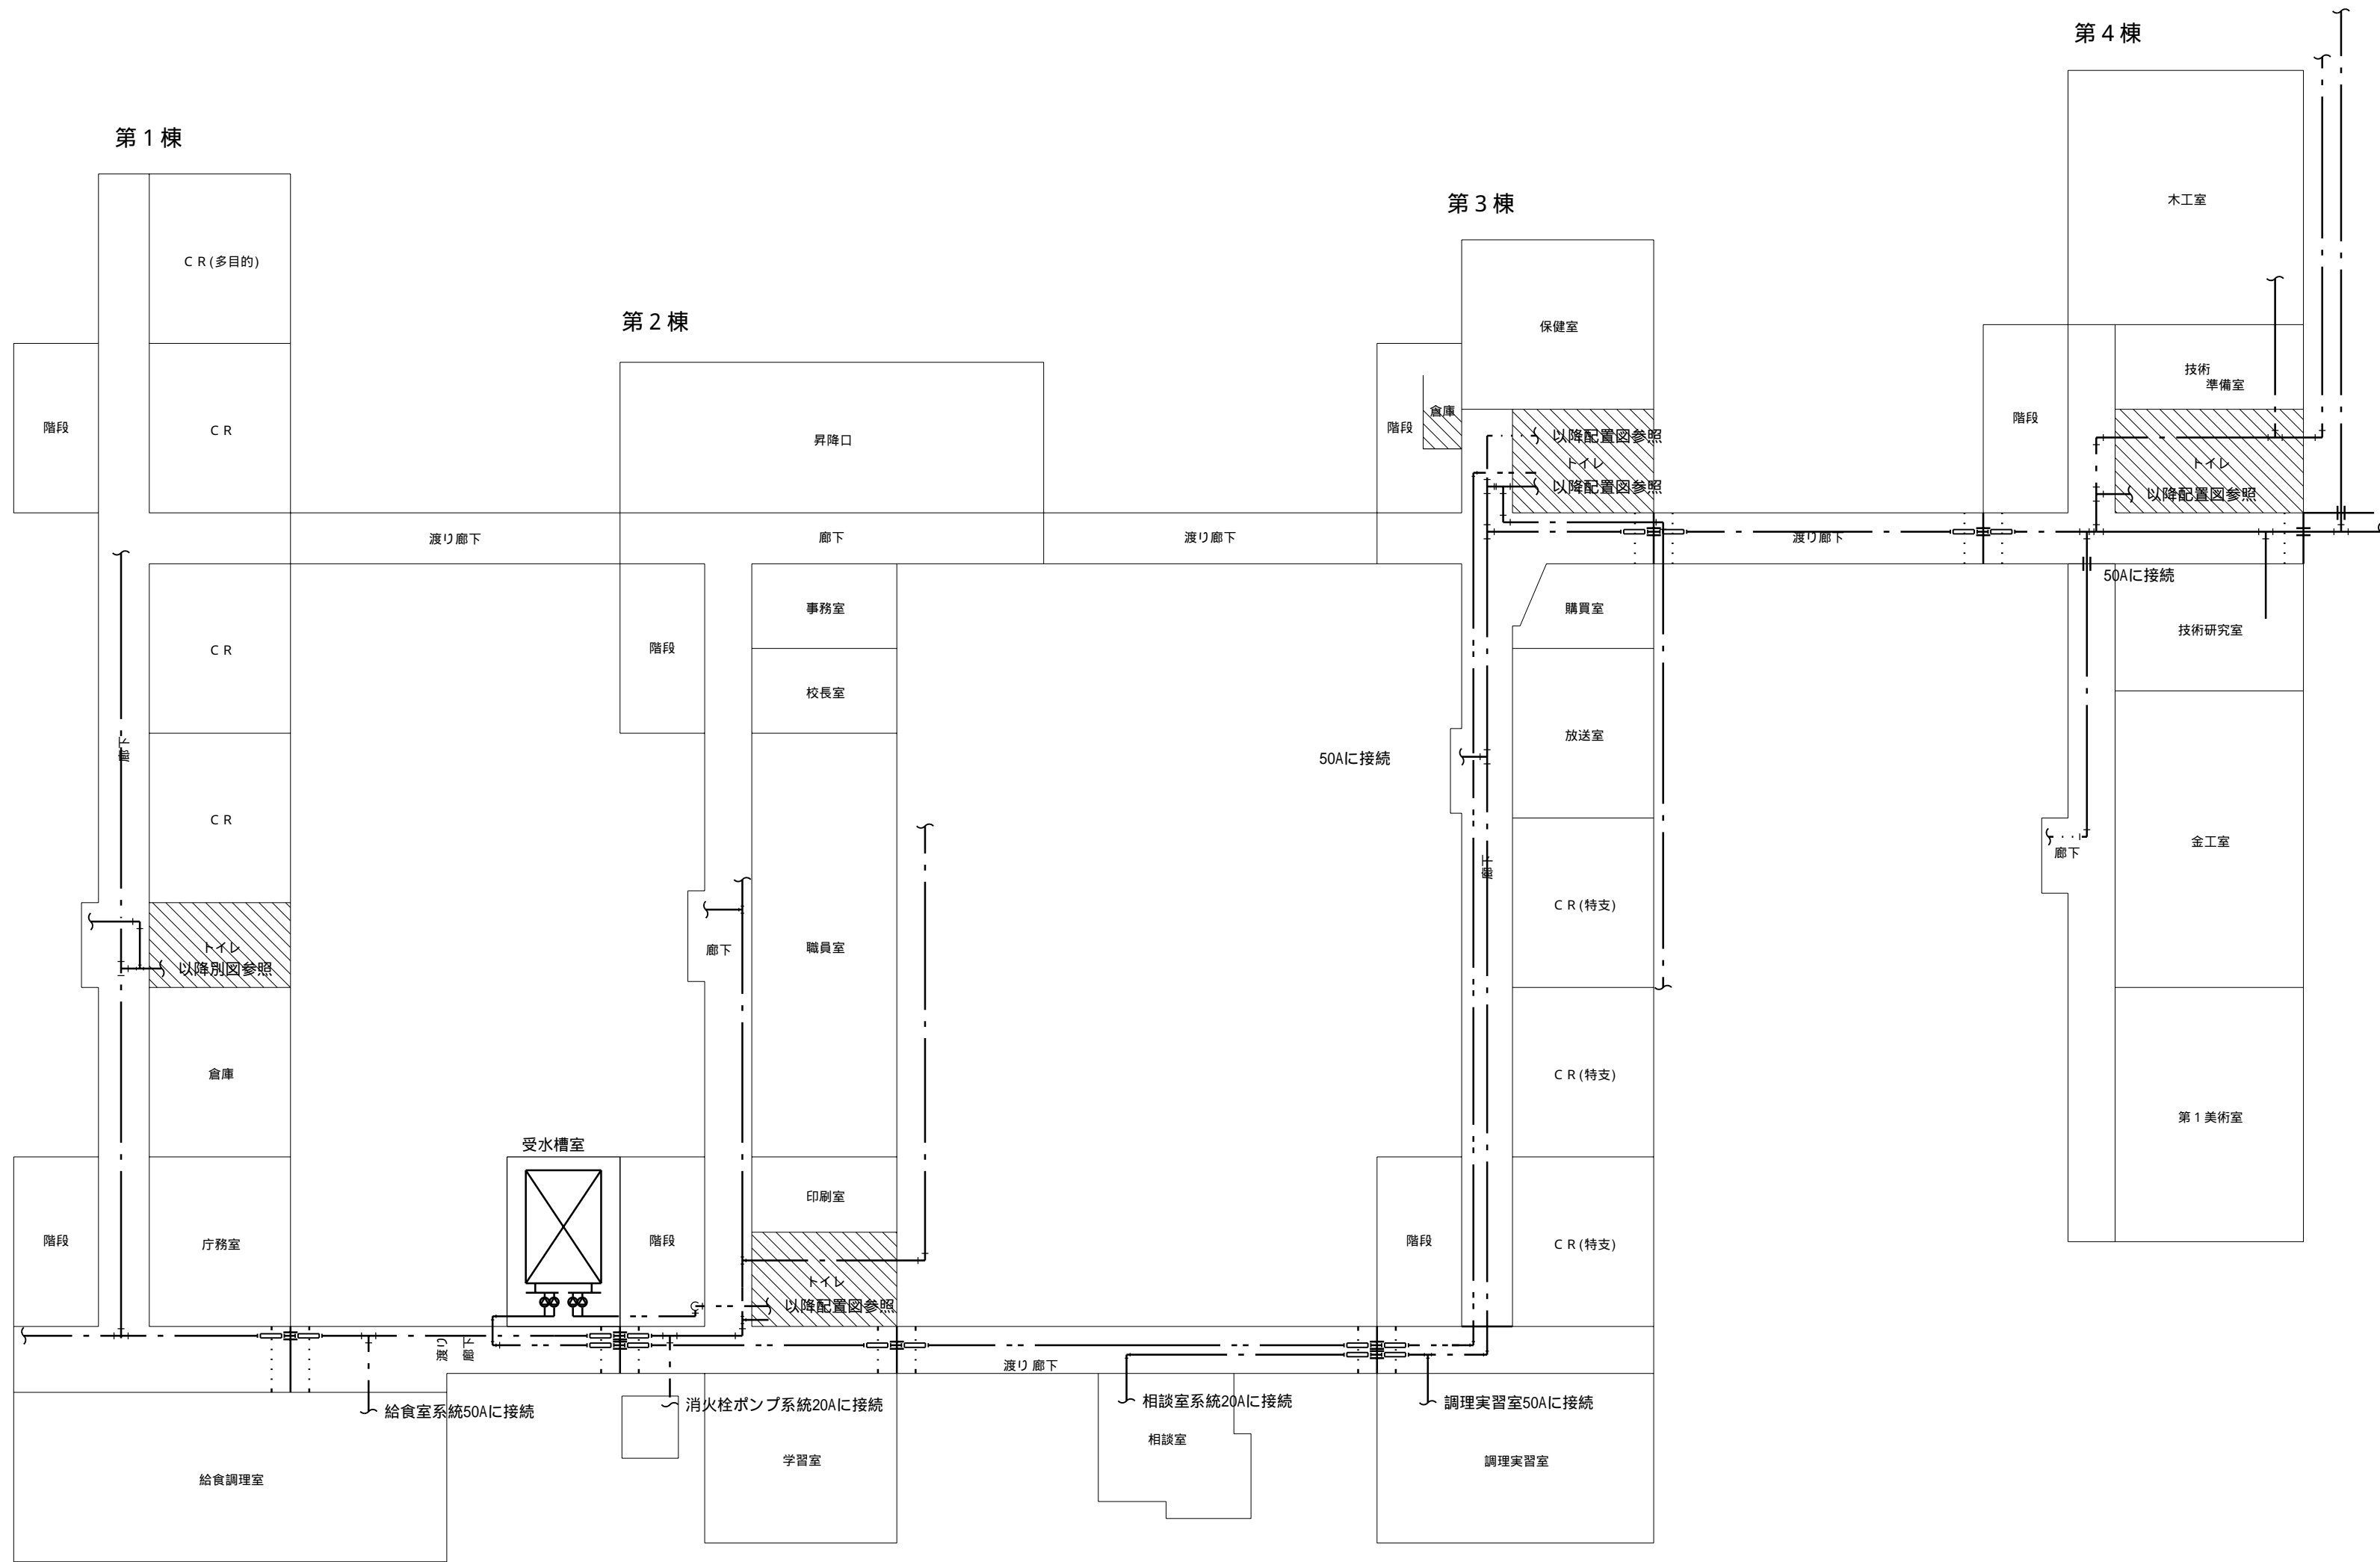 第４棟
第１棟
第３棟
第２棟
木工室
ＣＲ(多目的)
保健室
技術
準備室
階段
ＣＲ
昇降口
階段
倉庫
以降配置図参照
トイレ
以降配置図参照
階段
トイレ
以降配置図参照
渡り廊下
廊下
渡り廊下
渡り廊下
50Aに接続
ＣＲ
階段
事務室
校長室
購買室
技術研究室
廊下
放送室
50Aに接続
ＣＲ
金工室
廊下
廊下
ＣＲ(特支)
トイレ
以降別図参照
廊下
職員室
倉庫
ＣＲ(特支)
第１美術室
受水槽室
階段
庁務室
階段
印刷室
階段
ＣＲ(特支)
トイレ
以降配置図参照
渡り
廊下
渡り廊下
給食室系統50Aに接続
消火栓ポンプ系統20Aに接続
相談室系統20Aに接続
調理実習室50Aに接続
相談室
学習室
調理実習室
給食調理室